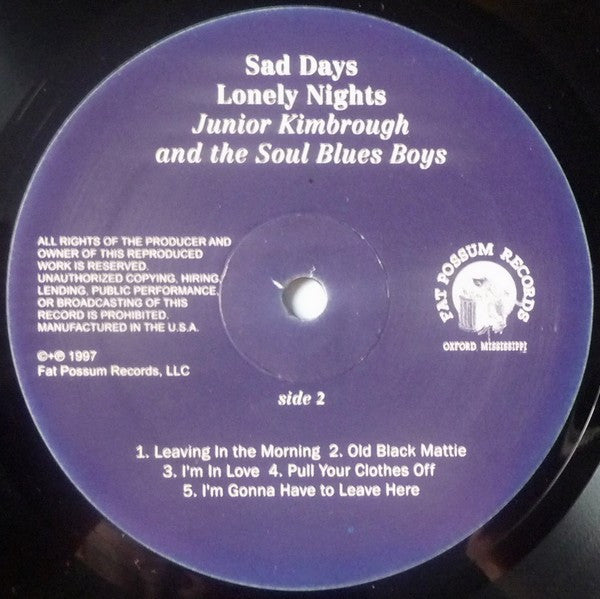 Sad Days
Lonely Nights
Junior Kimbrough
and the Soul Blues Boys
ALL RIGHTS OF THE PRODUCER AND
OWNER OF THIS REPRODUCED
WORK IS RESERVED.
UNAUTHORIZED COPYING, HIRING,
LENDING, PUBLIC PERFORMANCE,
OR BROADCASTING OF THIS
RECORD IS PROHIBITED.
MANUFACTURED IN THE U.S.A.
©+℗ 1997
Fat Possum Records, LLC
FAT POSSUM RECORDS
OXFORD MISSISSIPPI
side 2
1. Leaving In the Morning 2. Old Black Mattie
3. I'm In Love 4. Pull Your Clothes Off
5. I'm Gonna Have to Leave Here